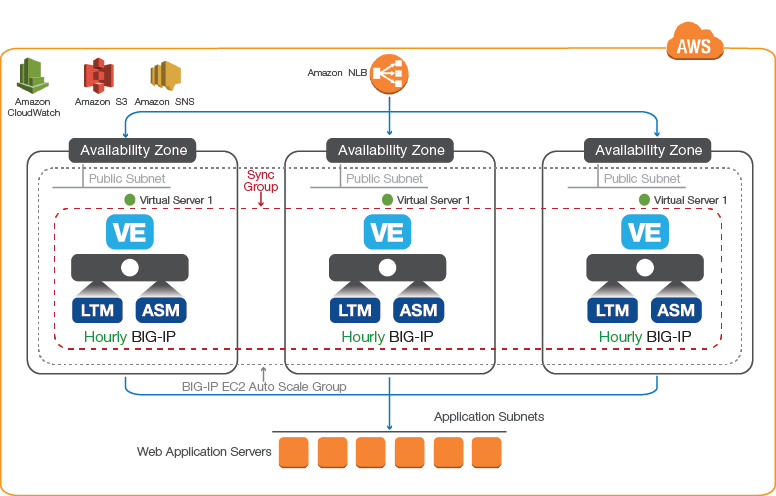 AWS
Amazon NLB
Amazon
CloudWatch
Amazon S3
Amazon SNS
Availability Zone
Availability Zone
Availability Zone
Public Subnet
Public Subnet
Public Subnet
Sync
Group
Virtual Server 1
Virtual Server 1
Virtual Server 1
VE
VE
VE
LTM
ASM
LTM
ASM
LTM
ASM
Hourly BIG-IP
Hourly BIG-IP
Hourly BIG-IP
BIG-IP EC2 Auto Scale Group
Application Subnets
Web Application Servers